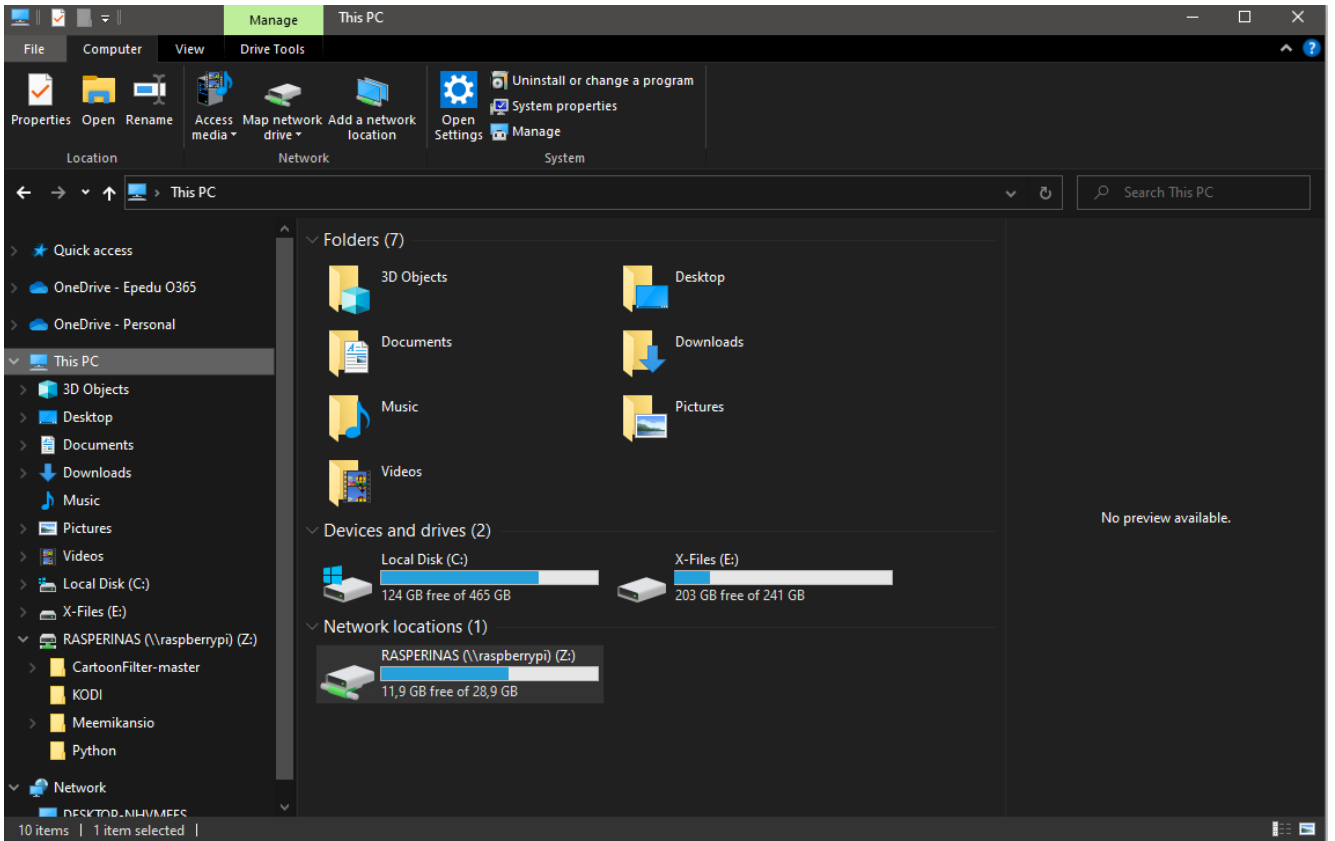 Manage This PC
File Computer View Drive Tools
Properties Open Rename
Access media
Map network drive
Add a network location
Open Settings
Uninstall or change a program
System properties
Manage
Location Network System
This PC
Search This PC
Quick access
OneDrive - Epedu O365
OneDrive - Personal
This PC
3D Objects
Desktop
Documents
Downloads
Music
Pictures
Videos
Local Disk (C:)
X-Files (E:)
RASPERINAS (\\raspberrypi) (Z:)
CartoonFilter-master
KODI
Meemikansio
Python
Network
DESKTOP-NHVMEFS
Folders (7)
3D Objects
Desktop
Documents
Downloads
Music
Pictures
Videos
Devices and drives (2)
Local Disk (C:)
124 GB free of 465 GB
X-Files (E:)
203 GB free of 241 GB
Network locations (1)
RASPERINAS (\\raspberrypi) (Z:)
11,9 GB free of 28,9 GB
No preview available.
10 items 1 item selected